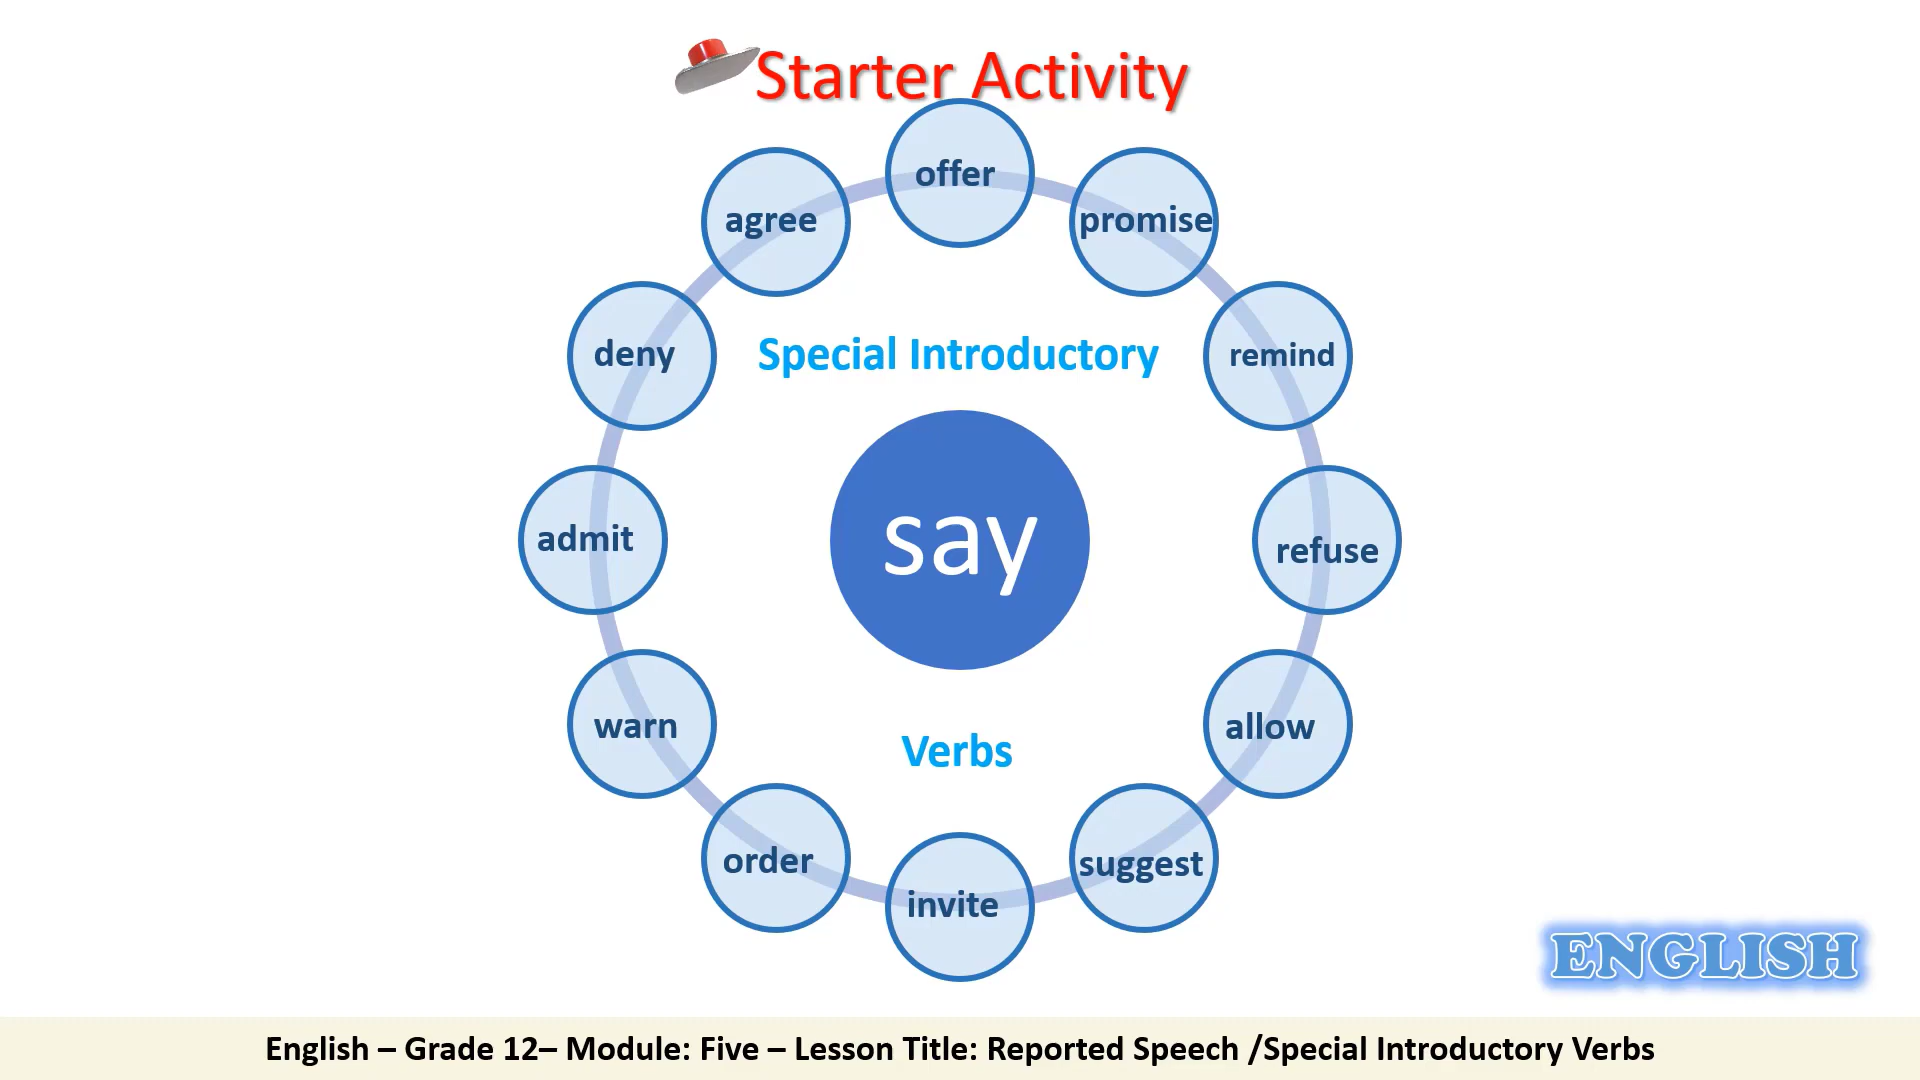 Starter Activity
offer
agree
promise
deny
Special Introductory
remind
admit
say
refuse
warn
Verbs
allow
order
invite
suggest
ENGLISH
English – Grade 12– Module: Five – Lesson Title: Reported Speech /Special Introductory Verbs